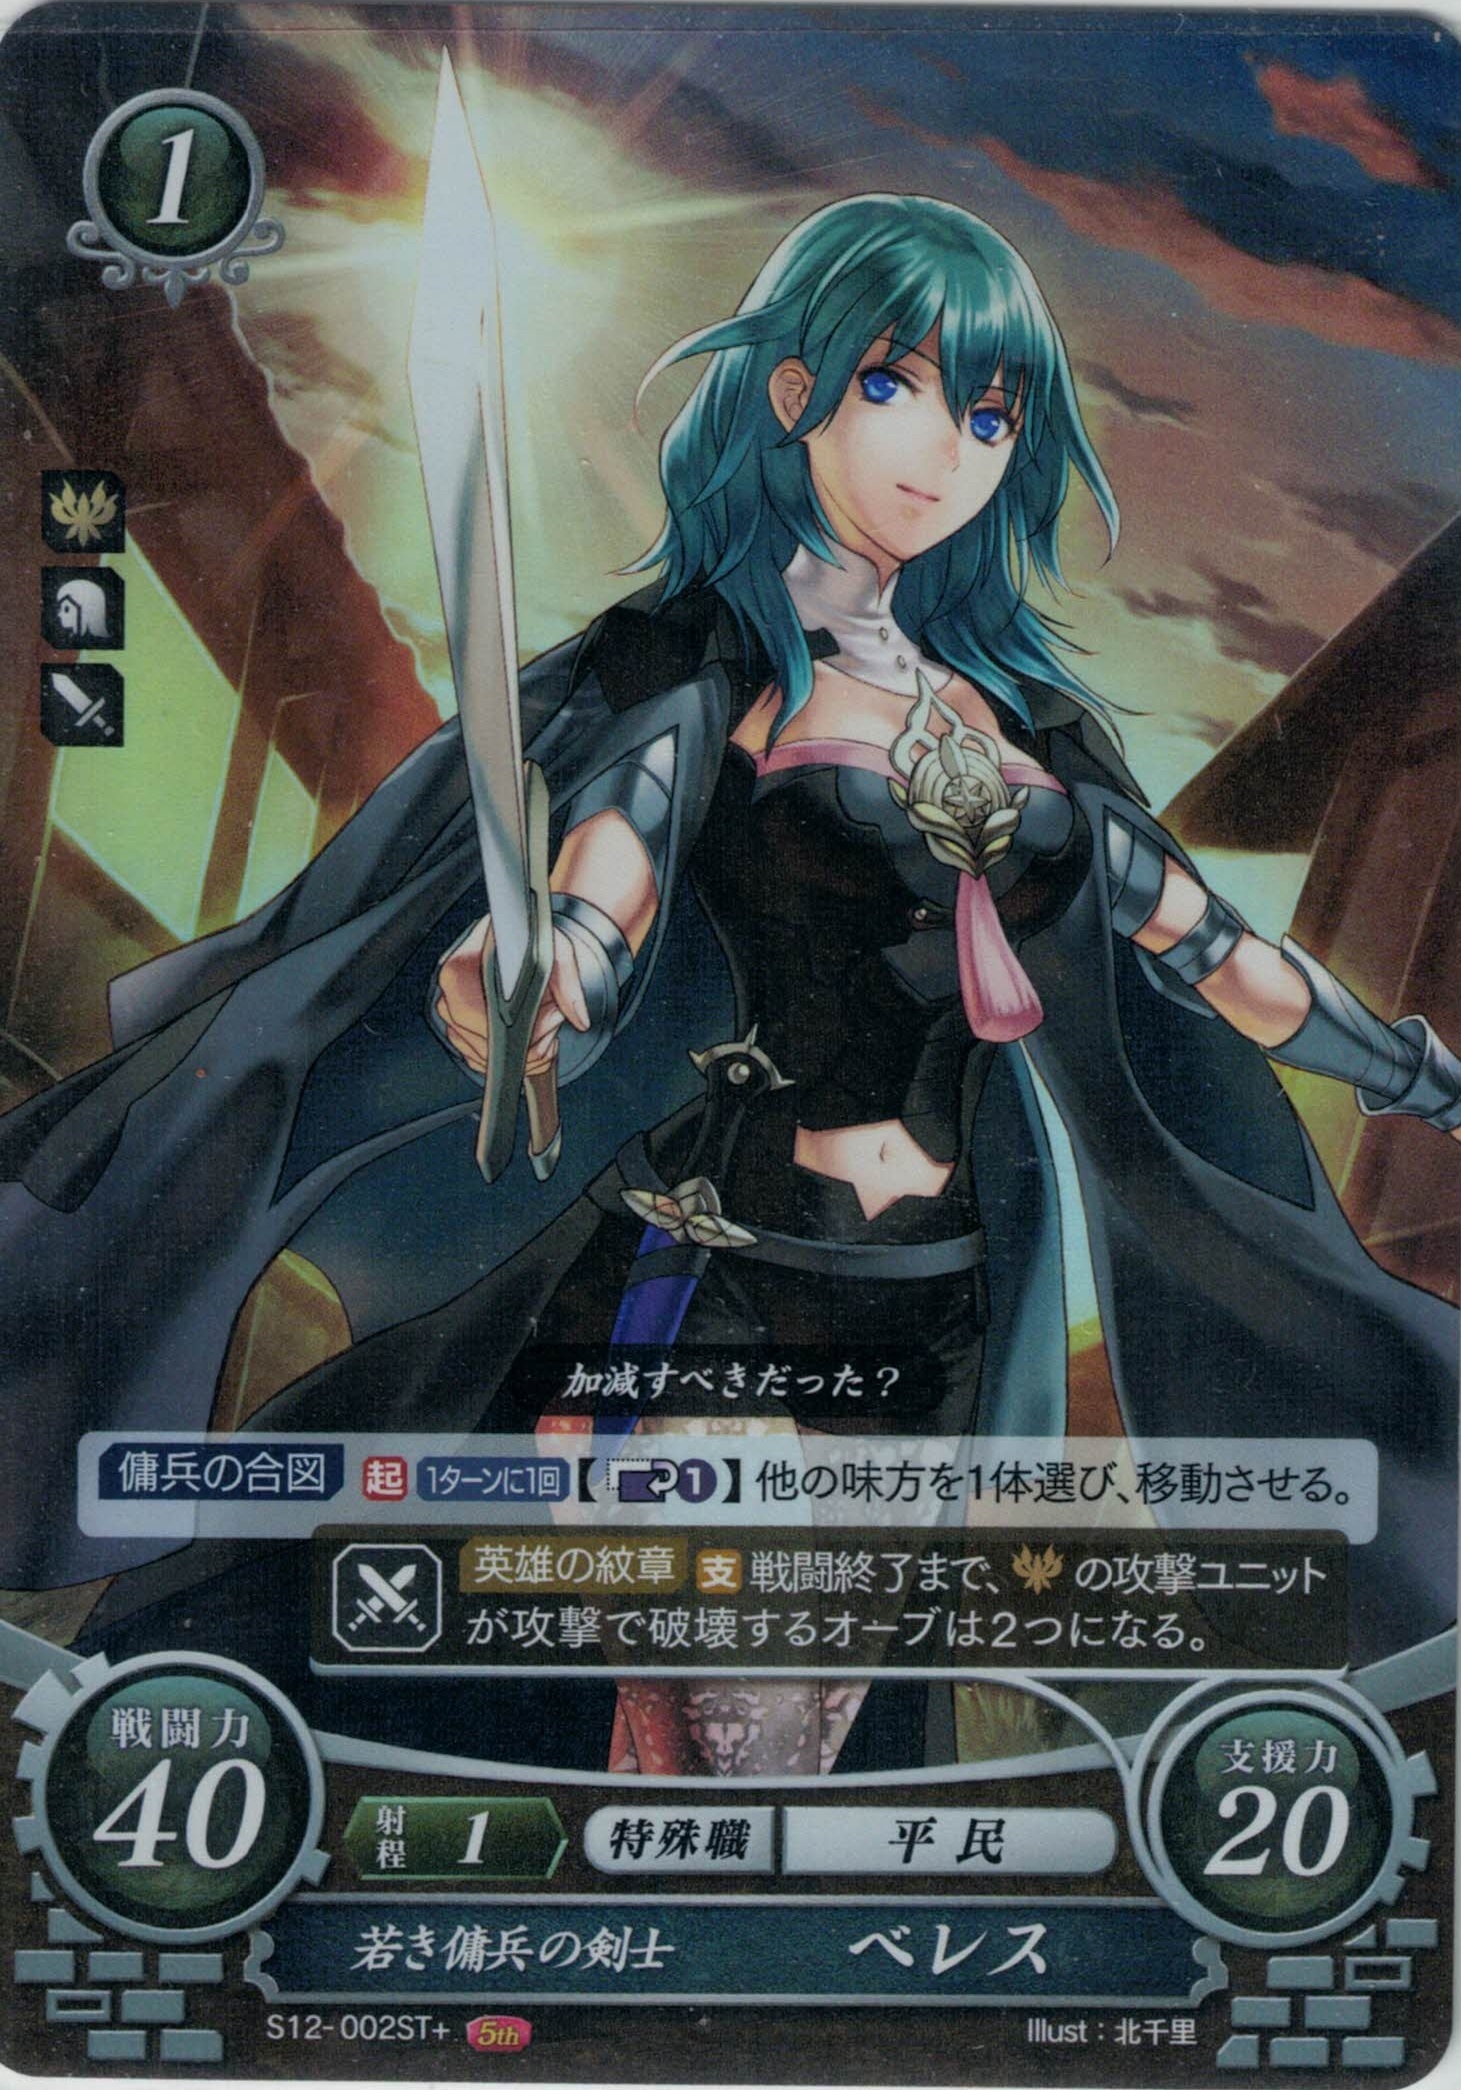 1
加減すべきだった？
傭兵の合図 起 1ターンに1回【 1】他の味方を1体選び、移動させる。
英雄の紋章 支 戦闘終了まで、 の攻撃ユニット
が攻撃で破壊するオーブは2つになる。
戦闘力
40
支援力
20
射程 1 特殊職 平民
若き傭兵の剣士 ベレス
S12-002ST+ 5th Illust：北千里